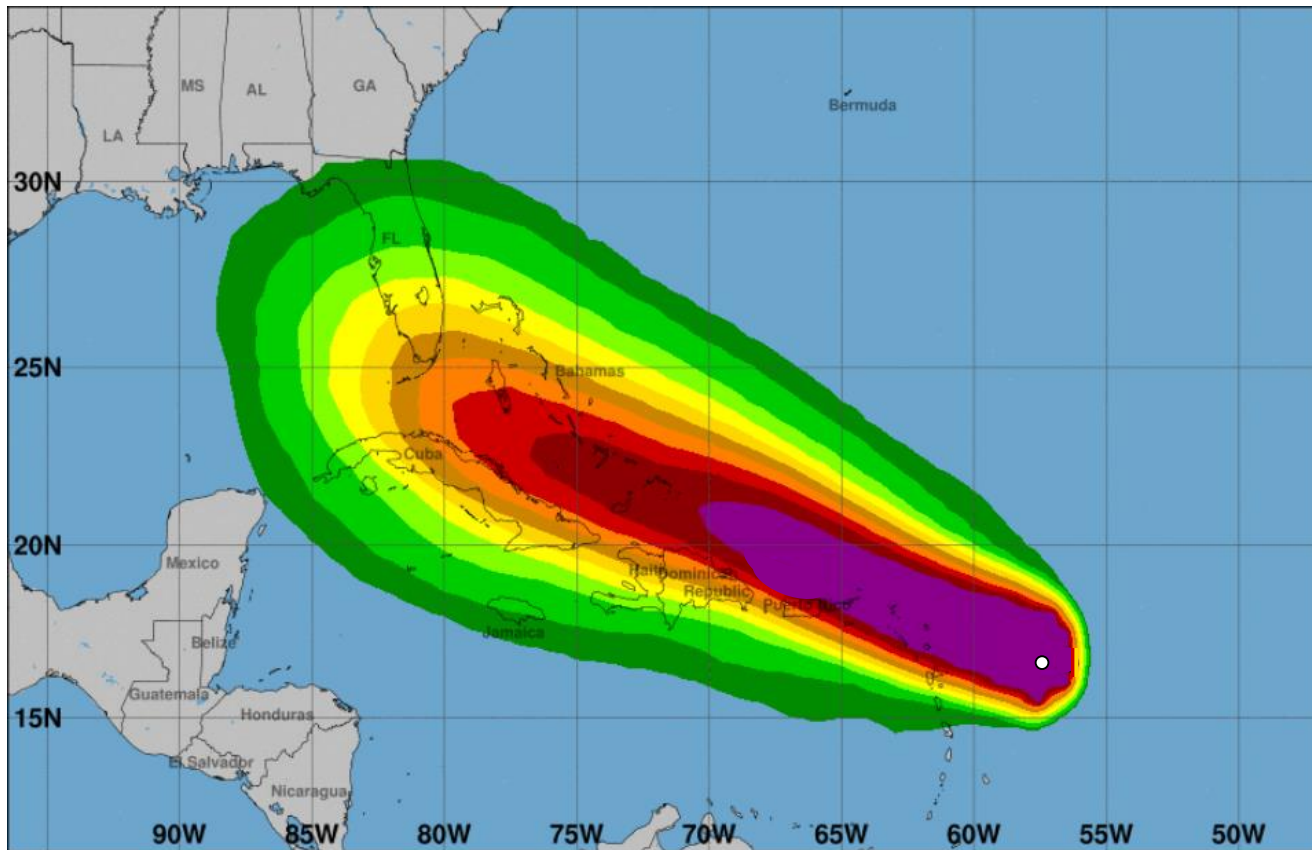 MS
AL
GA
Bermuda
LA
30N
FL
25N
Bahamas
Cuba
20N
Mexico
Haiti
Dominican
Republic
Puerto Rico
Jamaica
Belize
Guatemala
Honduras
15N
El Salvador
Nicaragua
90W 85W 80W 75W 70W 65W 60W 55W 50W